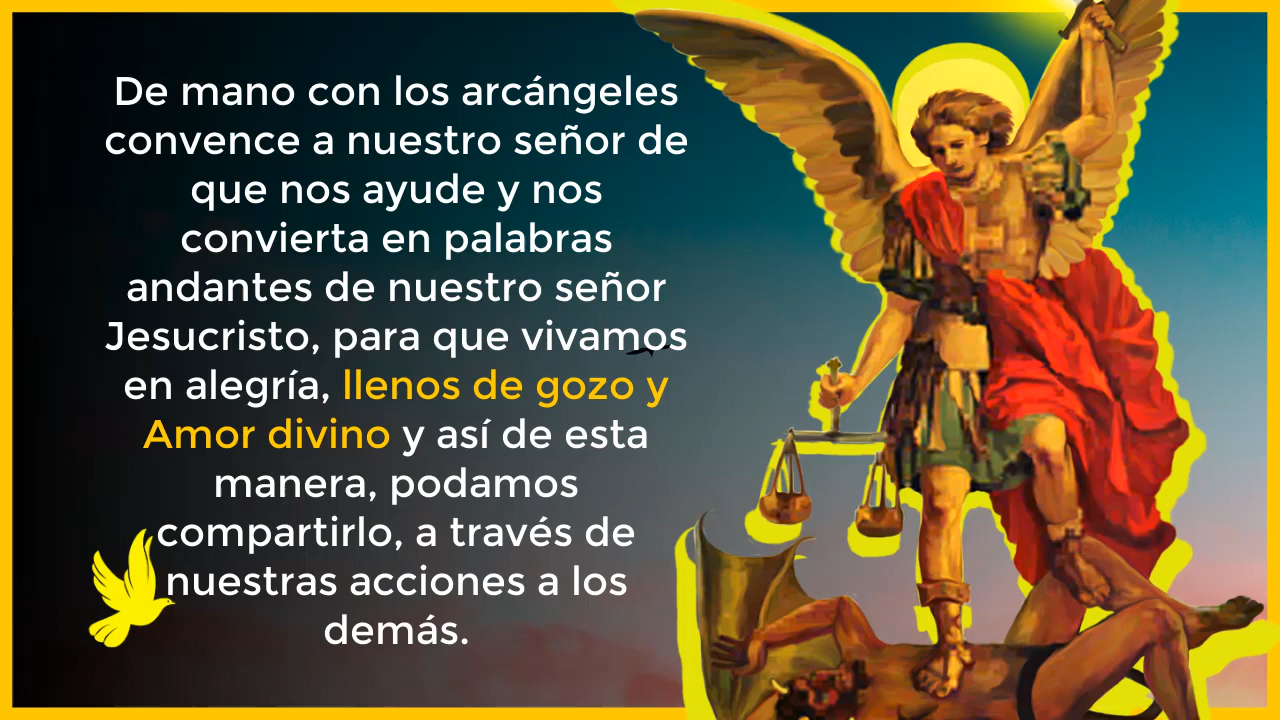 De mano con los arcángeles
convence a nuestro señor de
que nos ayude y nos
convierta en palabras
andantes de nuestro señor
Jesucristo, para que vivamos
en alegría, llenos de gozo y
Amor divino y así de esta
manera, podamos
compartirlo, a través de
nuestras acciones a los
demás.